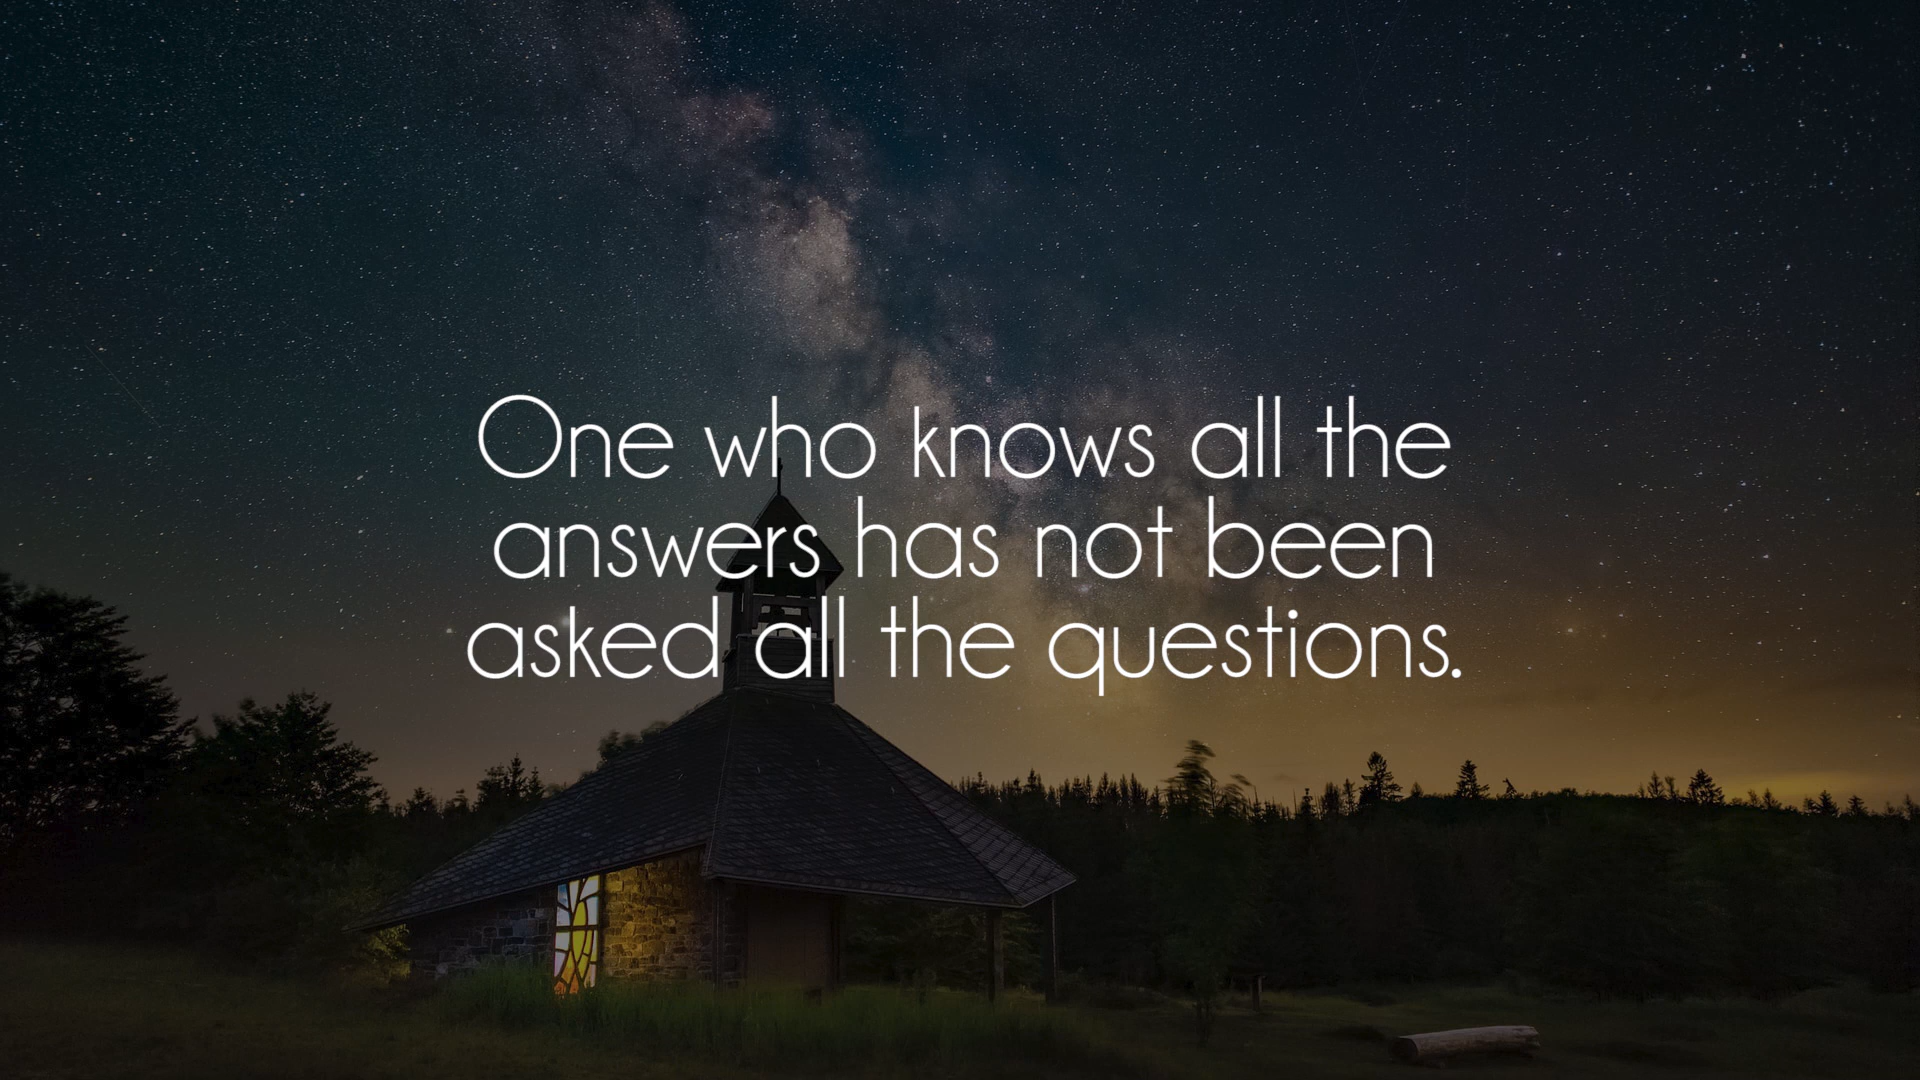 One who knows all the
answers has not been
asked all the questions.